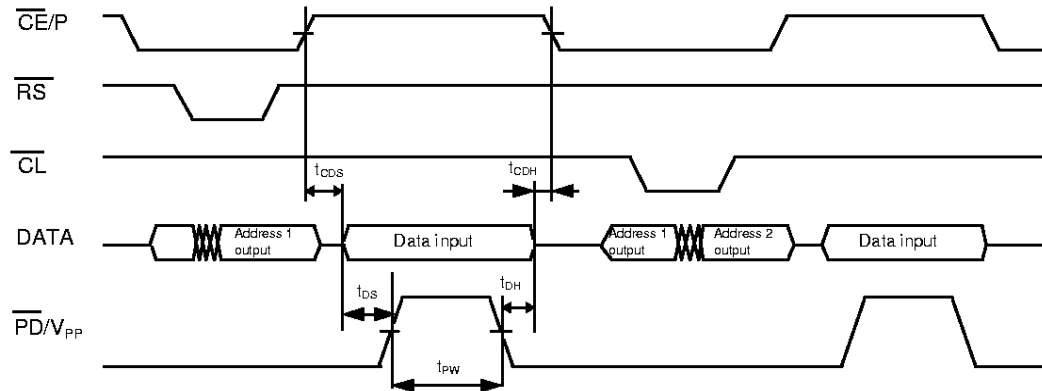 CE/P
RS
CL
tCDS
tCDH
DATA
Address 1
output
Data input
Address 1
output
Address 2
output
Data input
tDS
tDH
PD/VPP
tPW